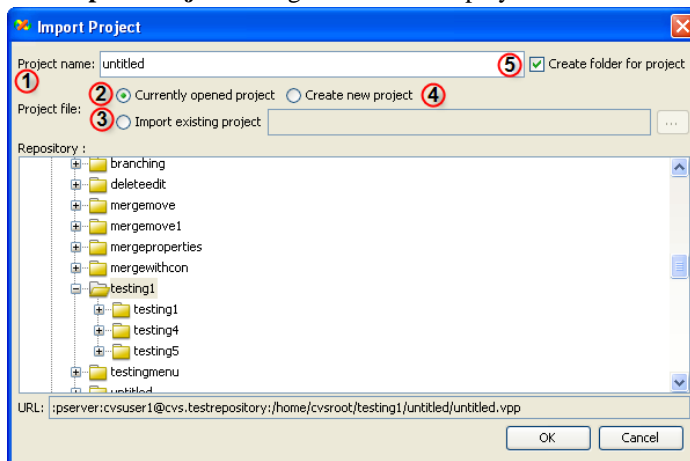 Import Project
Project name: untitled
5 Create folder for project
1
2 Currently opened project Create new project 4
Project file:
3 Import existing project ...
Repository :
branching
deleteedit
mergemove
mergemove1
mergeproperties
mergewithcon
testing1
testing1
testing4
testing5
testingmenu
untitled
URL: :pserver:cvsuser1@cvs.testrepository:/home/cvsroot/testing1/untitled/untitled.vpp
OK Cancel